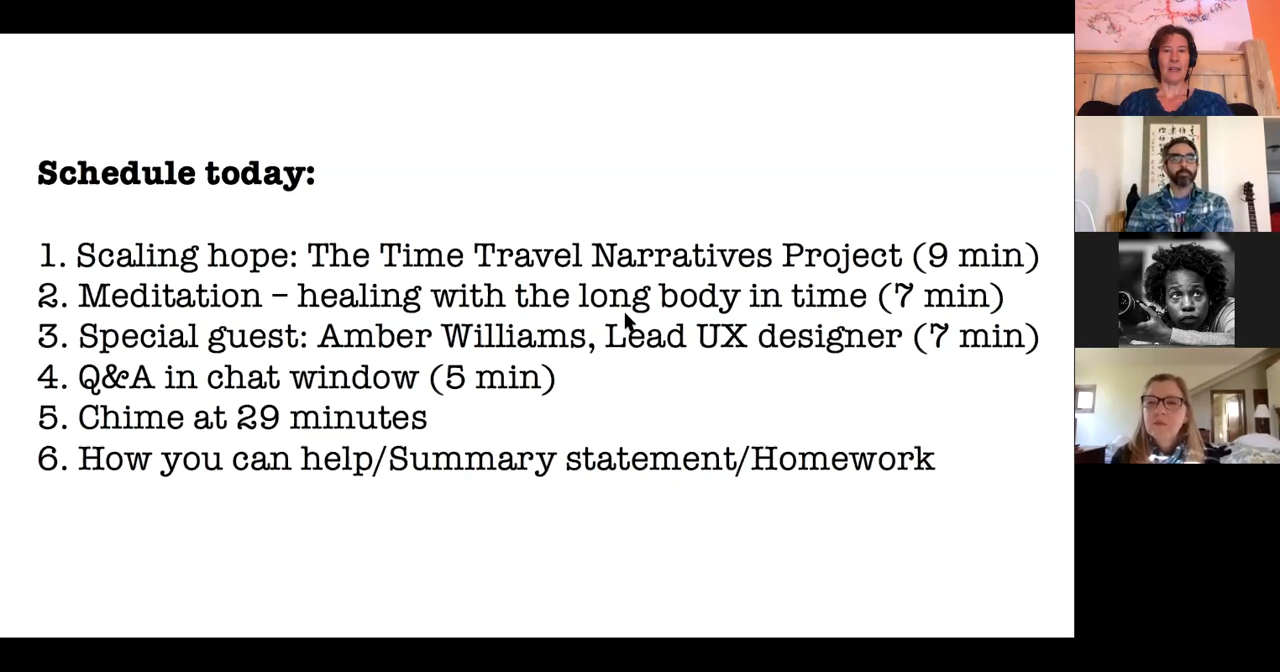 Schedule today:
1. Scaling hope: The Time Travel Narratives Project (9 min)
2. Meditation – healing with the long body in time (7 min)
3. Special guest: Amber Williams, Lead UX designer (7 min)
4. Q&A in chat window (5 min)
5. Chime at 29 minutes
6. How you can help/Summary statement/Homework